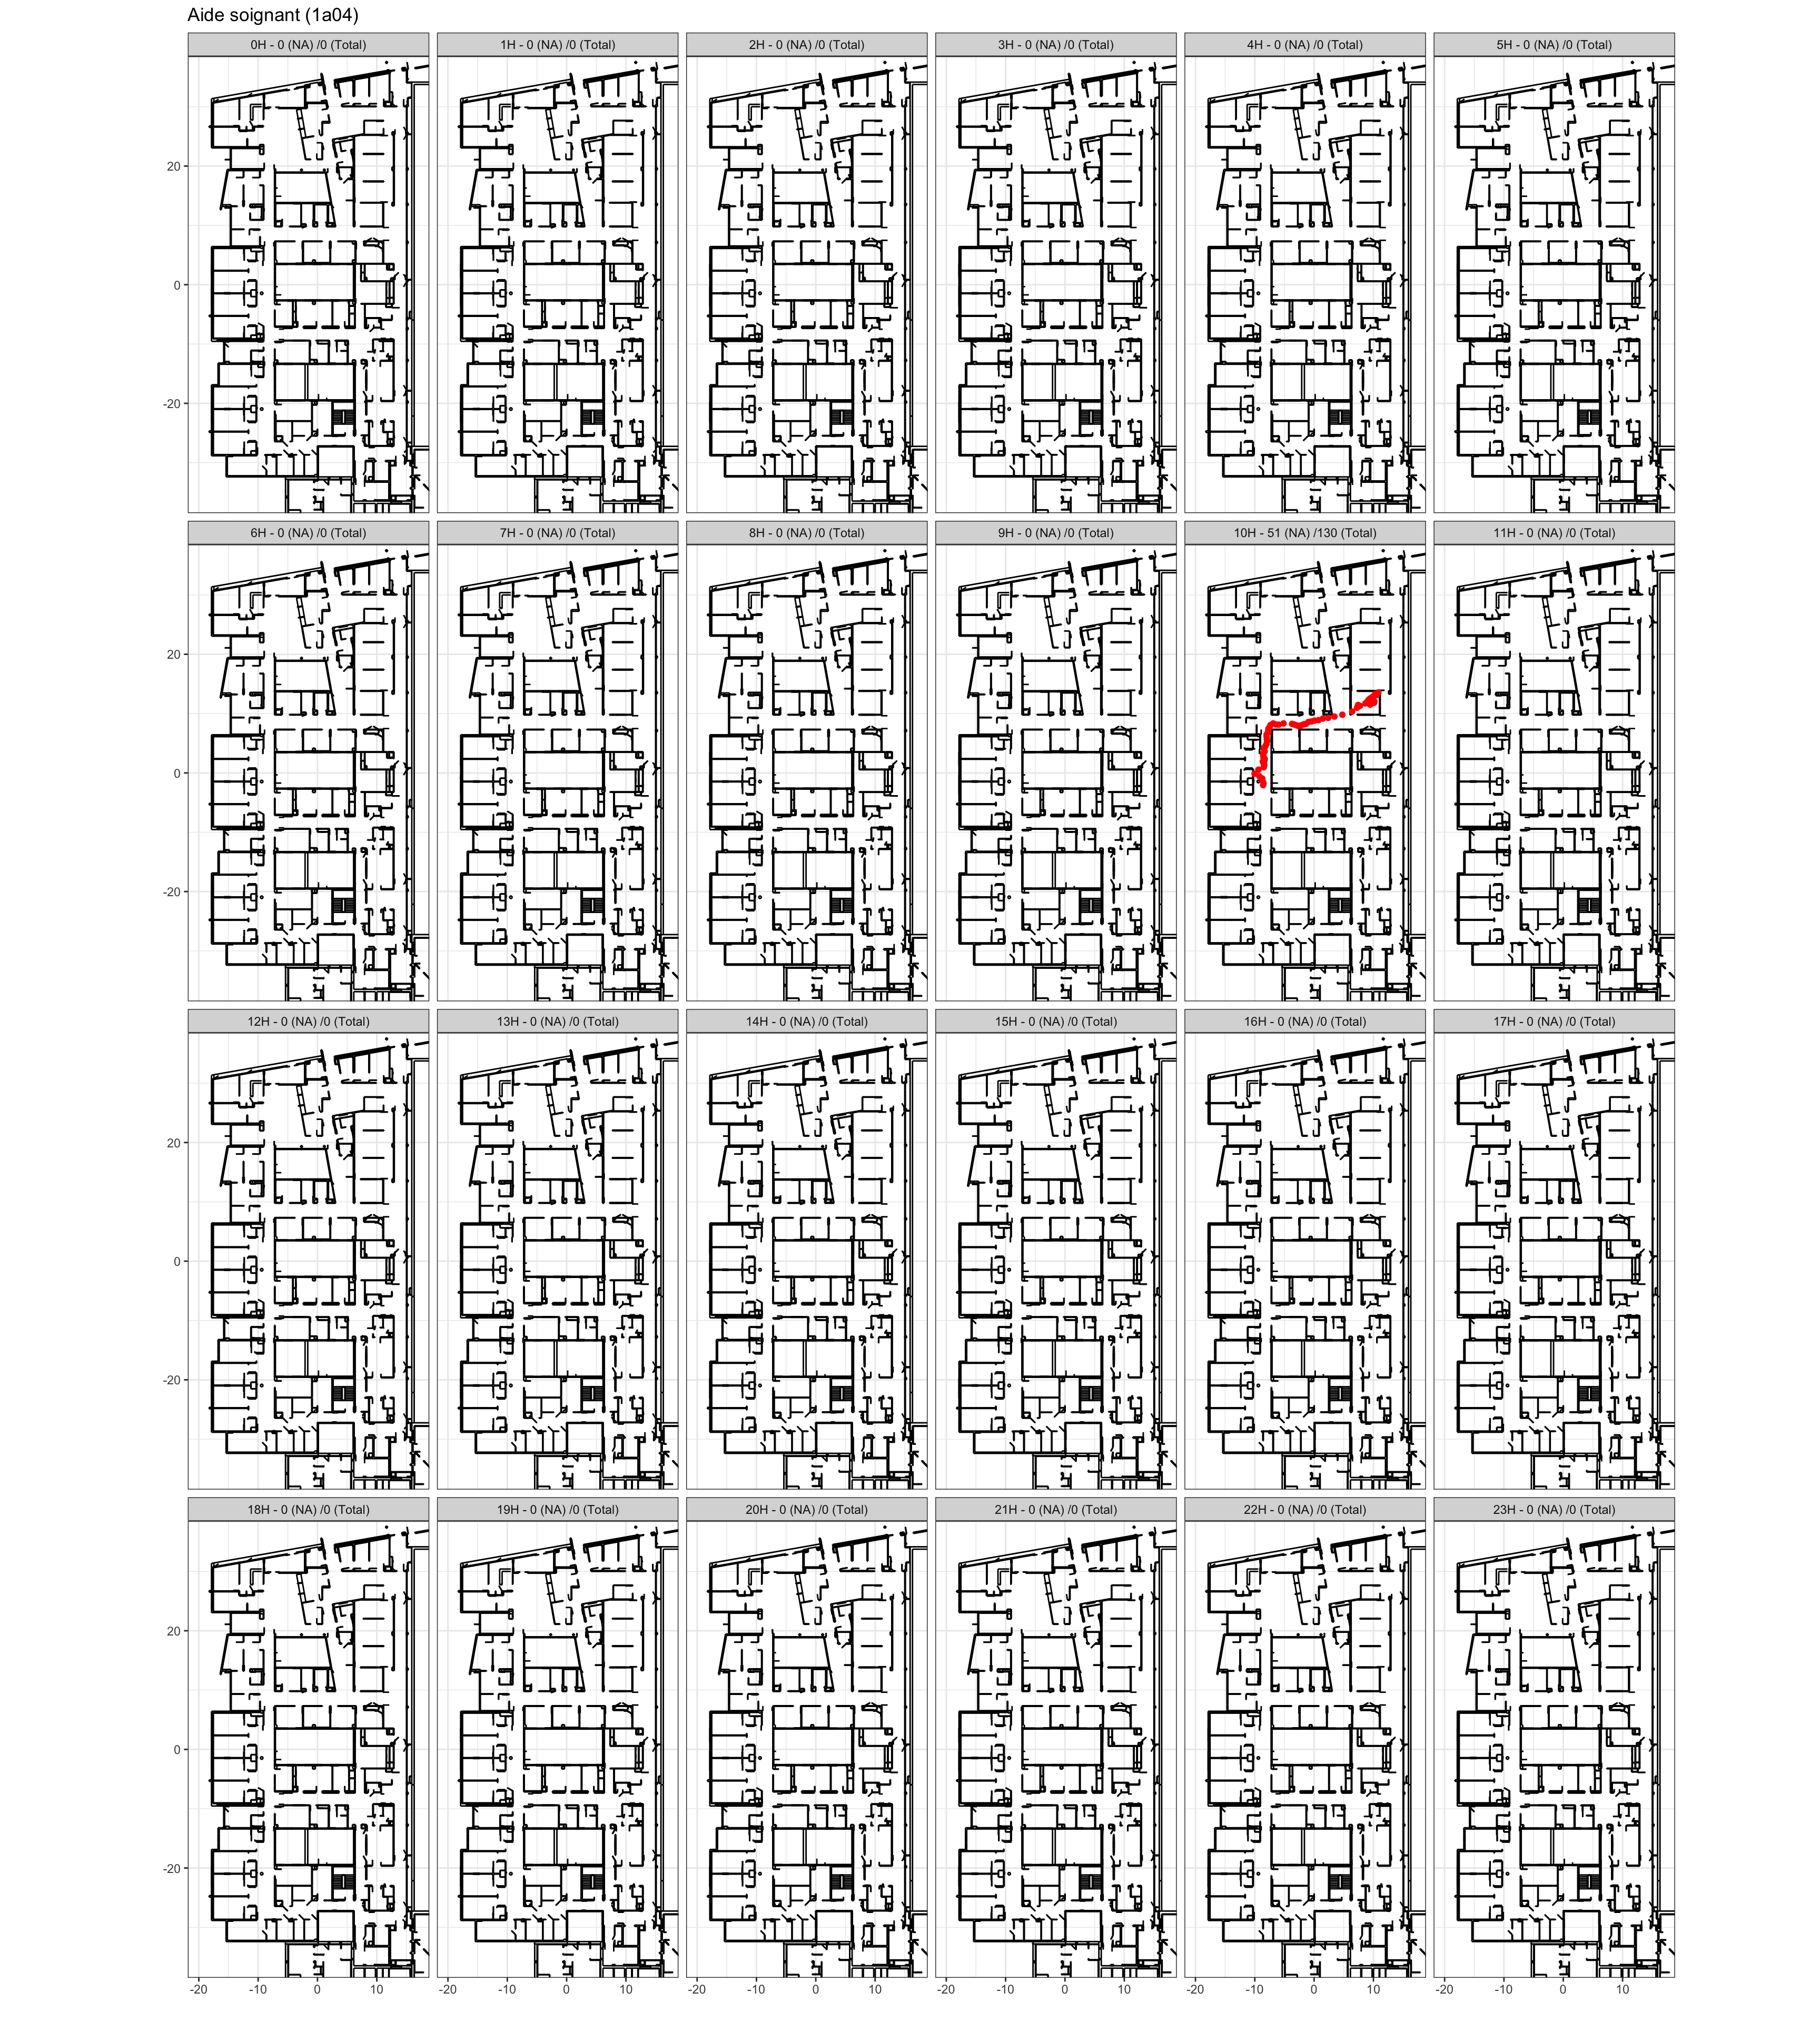 Aide soignant (1a04)
0H - 0 (NA) /0 (Total) 1H - 0 (NA) /0 (Total) 2H - 0 (NA) /0 (Total) 3H - 0 (NA) /0 (Total) 4H - 0 (NA) /0 (Total) 5H - 0 (NA) /0 (Total)
20
0
-20
6H - 0 (NA) /0 (Total) 7H - 0 (NA) /0 (Total) 8H - 0 (NA) /0 (Total) 9H - 0 (NA) /0 (Total) 10H - 51 (NA) /130 (Total) 11H - 0 (NA) /0 (Total)
20
0
-20
12H - 0 (NA) /0 (Total) 13H - 0 (NA) /0 (Total) 14H - 0 (NA) /0 (Total) 15H - 0 (NA) /0 (Total) 16H - 0 (NA) /0 (Total) 17H - 0 (NA) /0 (Total)
20
0
-20
18H - 0 (NA) /0 (Total) 19H - 0 (NA) /0 (Total) 20H - 0 (NA) /0 (Total) 21H - 0 (NA) /0 (Total) 22H - 0 (NA) /0 (Total) 23H - 0 (NA) /0 (Total)
20
0
-20
-20 -10 0 10 -20 -10 0 10 -20 -10 0 10 -20 -10 0 10 -20 -10 0 10 -20 -10 0 10